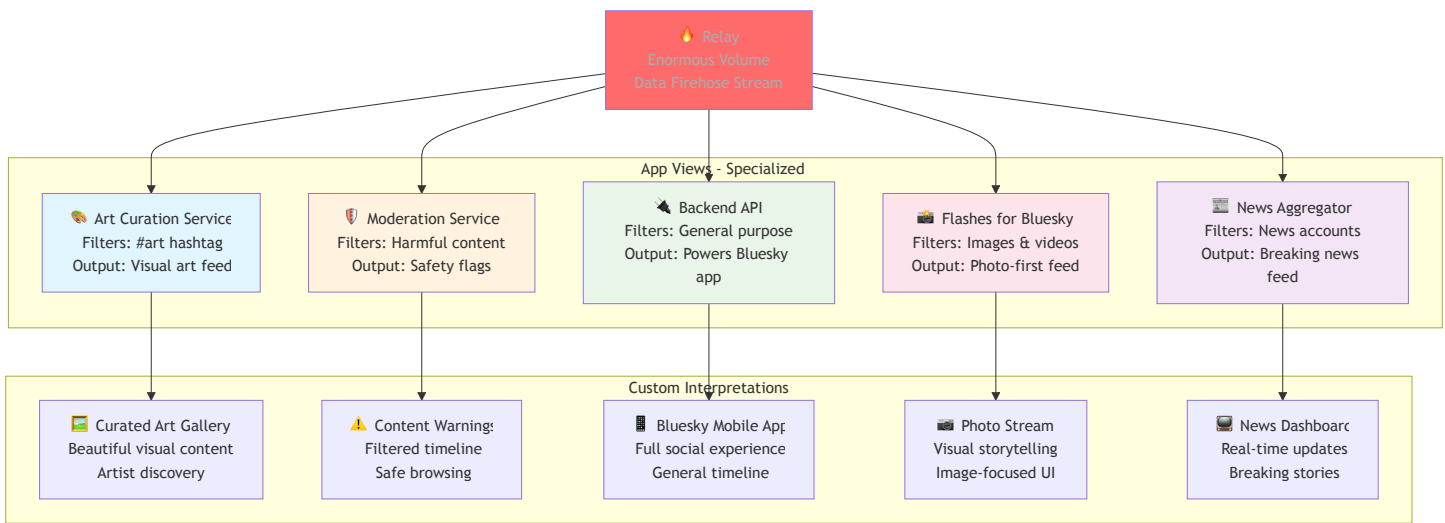 🔥 Relay
Enormous Volume
Data Firehose Stream
App Views - Specialized
🎨 Art Curation Service
Filters: #art hashtag
Output: Visual art feed
🛡️ Moderation Service
Filters: Harmful content
Output: Safety flags
🔌 Backend API
Filters: General purpose
Output: Powers Bluesky
app
📸 Flashes for Bluesky
Filters: Images & videos
Output: Photo-first feed
📰 News Aggregator
Filters: News accounts
Output: Breaking news
feed
Custom Interpretations
🖼️ Curated Art Gallery
Beautiful visual content
Artist discovery
⚠️ Content Warnings
Filtered timeline
Safe browsing
📱 Bluesky Mobile App
Full social experience
General timeline
📷 Photo Stream
Visual storytelling
Image-focused UI
📺 News Dashboard
Real-time updates
Breaking stories